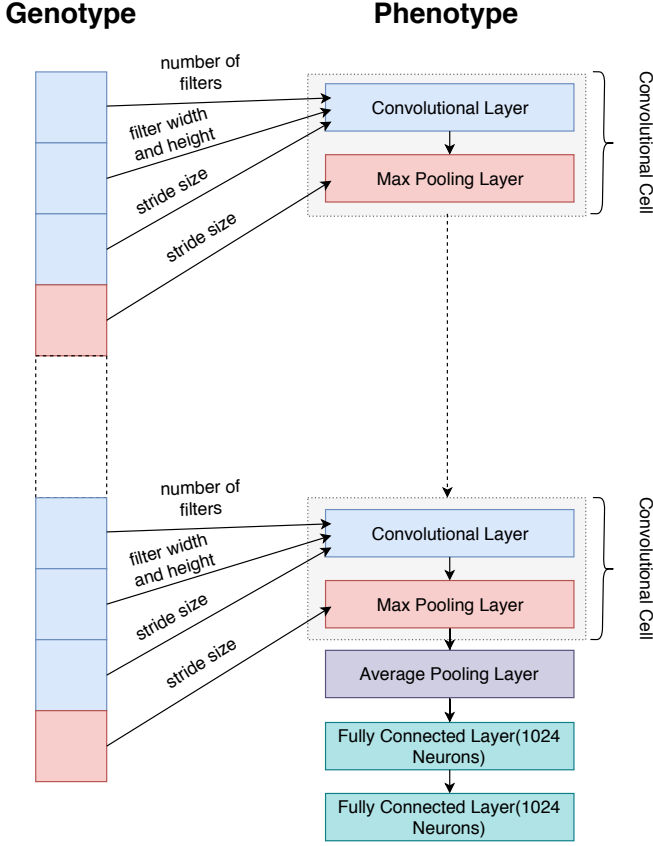 Genotype
Phenotype
number of
filters
filter width
and height
stride size
stride size
Convolutional Layer
Max Pooling Layer
Convolutional Cell
number of
filters
filter width
and height
stride size
stride size
Convolutional Layer
Max Pooling Layer
Convolutional Cell
Average Pooling Layer
Fully Connected Layer(1024
Neurons)
Fully Connected Layer(1024
Neurons)